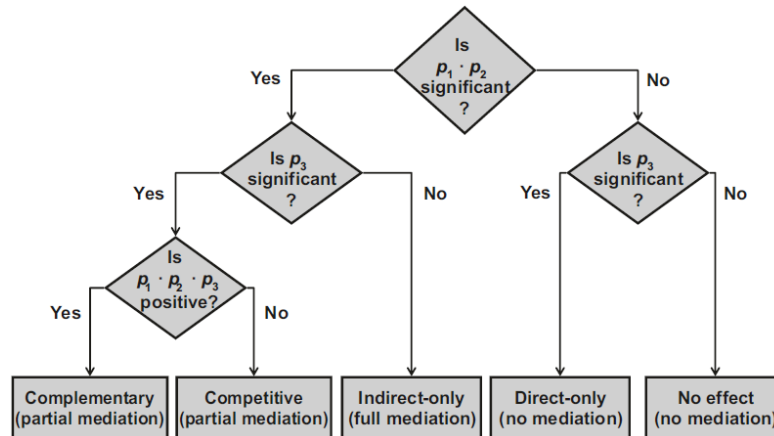 Is
p₁ · p₂
significant
?
Yes
No
Is p₃
significant
?
Is p₃
significant
?
Yes
No
Yes
No
Is
p₁ · p₂ · p₃
positive?
Yes
No
Complementary
(partial mediation)
Competitive
(partial mediation)
Indirect-only
(full mediation)
Direct-only
(no mediation)
No effect
(no mediation)